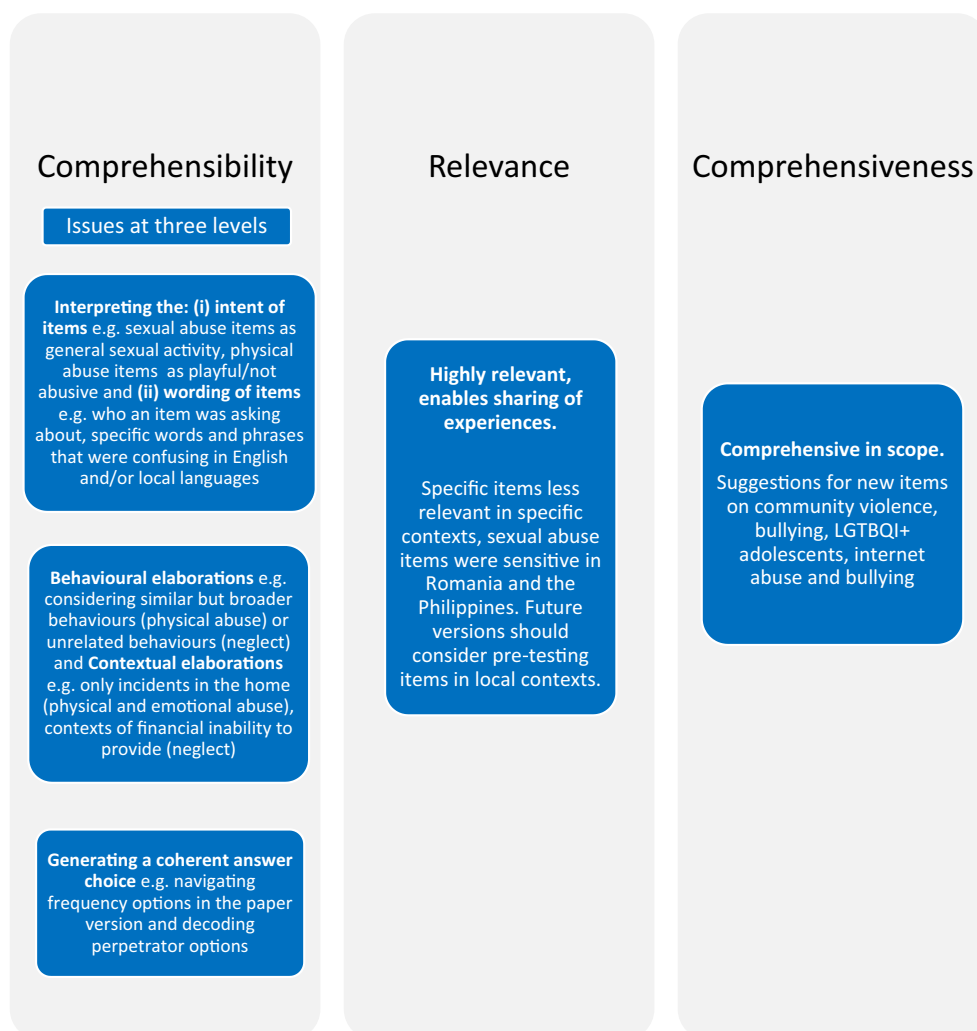 Comprehensibility
Issues at three levels
Interpreting the: (i) intent of
items e.g. sexual abuse items as
general sexual activity, physical
abuse items as playful/not
abusive and (ii) wording of items
e.g. who an item was asking
about, specific words and phrases
that were confusing in English
and/or local languages
Behavioural elaborations e.g.
considering similar but broader
behaviours (physical abuse) or
unrelated behaviours (neglect)
and Contextual elaborations
e.g. only incidents in the home
(physical and emotional abuse),
contexts of financial inability to
provide (neglect)
Generating a coherent answer
choice e.g. navigating
frequency options in the paper
version and decoding
perpetrator options
Relevance
Highly relevant,
enables sharing of
experiences.
Specific items less
relevant in specific
contexts, sexual abuse
items were sensitive in
Romania and the
Philippines. Future
versions should
consider pre-testing
items in local contexts.
Comprehensiveness
Comprehensive in scope.
Suggestions for new items
on community violence,
bullying, LGTBQI+
adolescents, internet
abuse and bullying